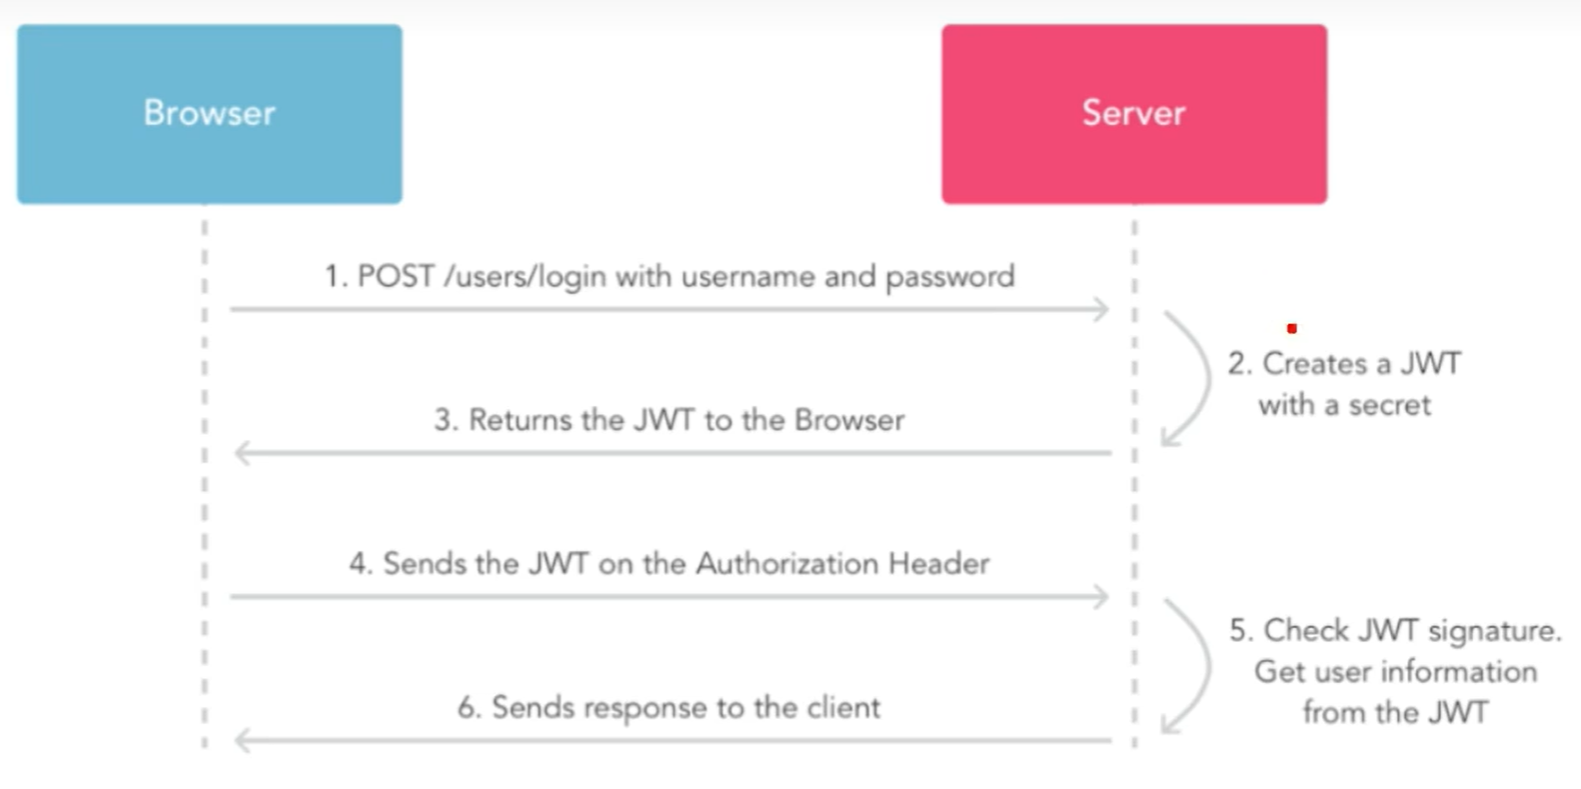 Browser
Server
1. POST /users/login with username and password
2. Creates a JWT
with a secret
3. Returns the JWT to the Browser
4. Sends the JWT on the Authorization Header
5. Check JWT signature.
Get user information
from the JWT
6. Sends response to the client